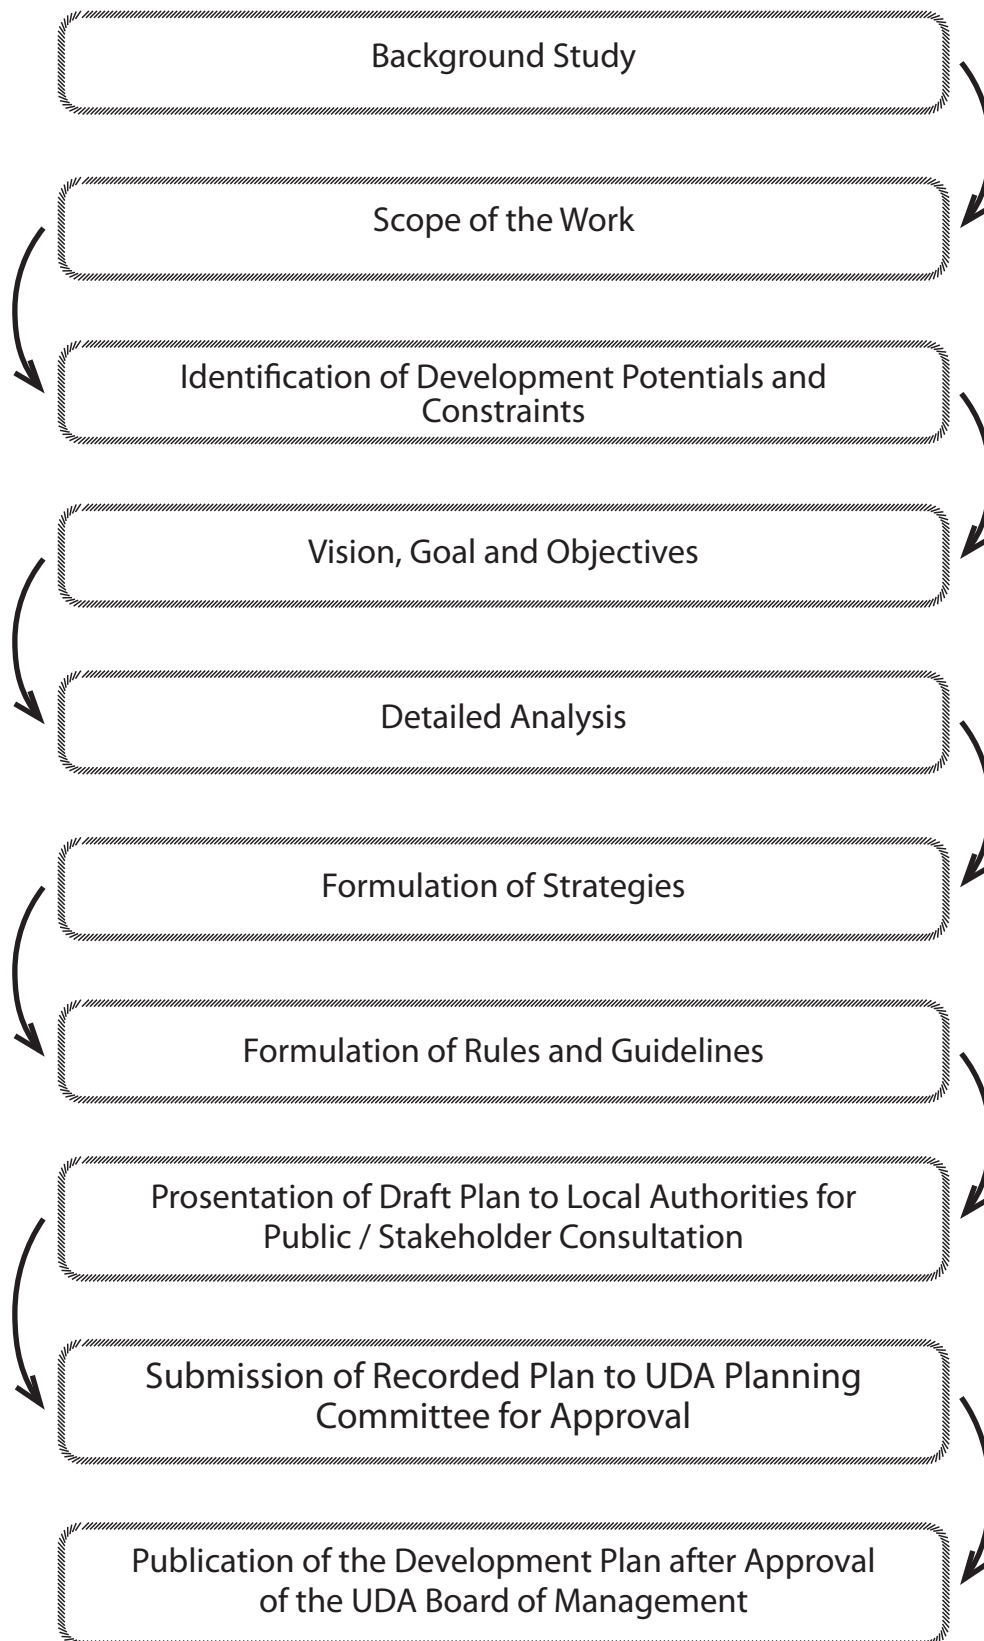 Background Study
Scope of the Work
Identification of Development Potentials and
Constraints
Vision, Goal and Objectives
Detailed Analysis
Formulation of Strategies
Formulation of Rules and Guidelines
Prosentation of Draft Plan to Local Authorities for
Public / Stakeholder Consultation
Submission of Recorded Plan to UDA Planning
Committee for Approval
Publication of the Development Plan after Approval
of the UDA Board of Management